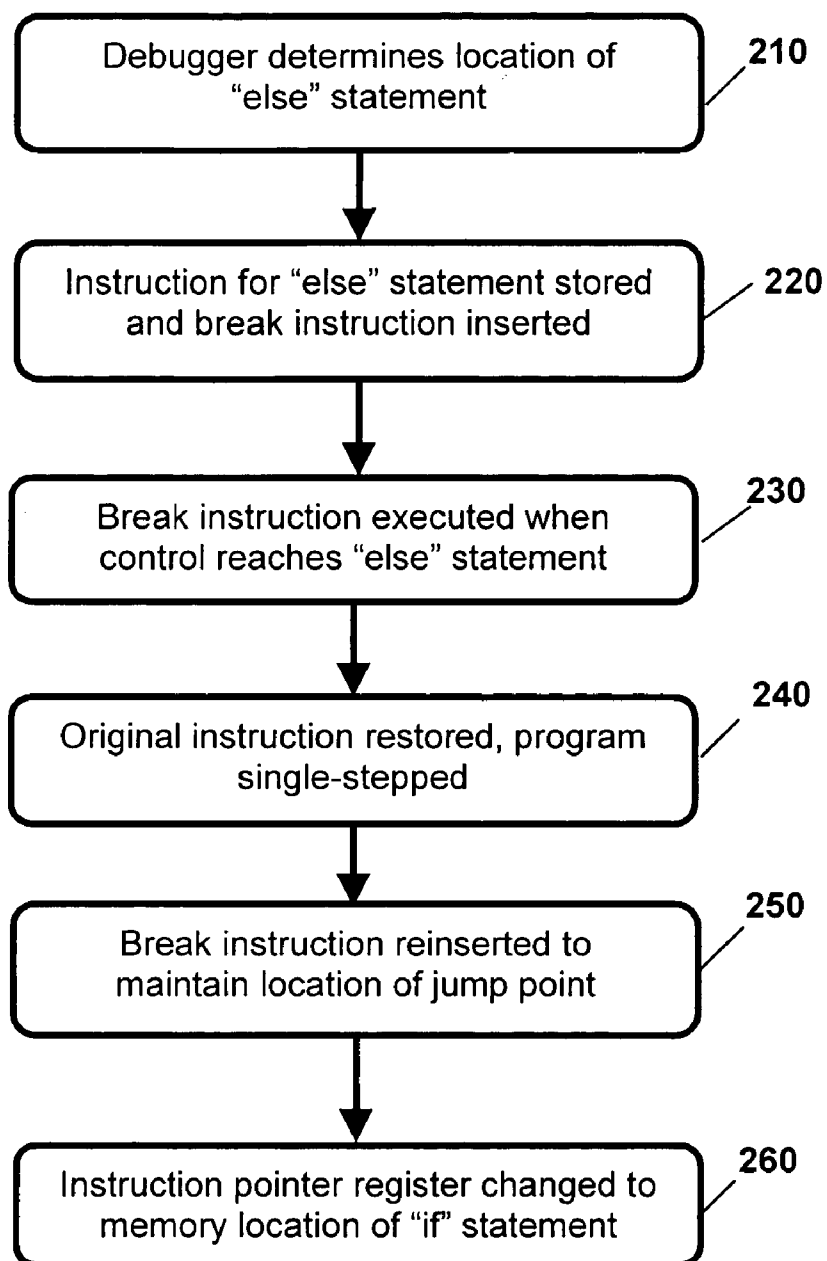 Debugger determines location of
“else” statement
210
Instruction for “else” statement stored
and break instruction inserted
220
Break instruction executed when
control reaches “else” statement
230
Original instruction restored, program
single-stepped
240
Break instruction reinserted to
maintain location of jump point
250
Instruction pointer register changed to
memory location of “if” statement
260